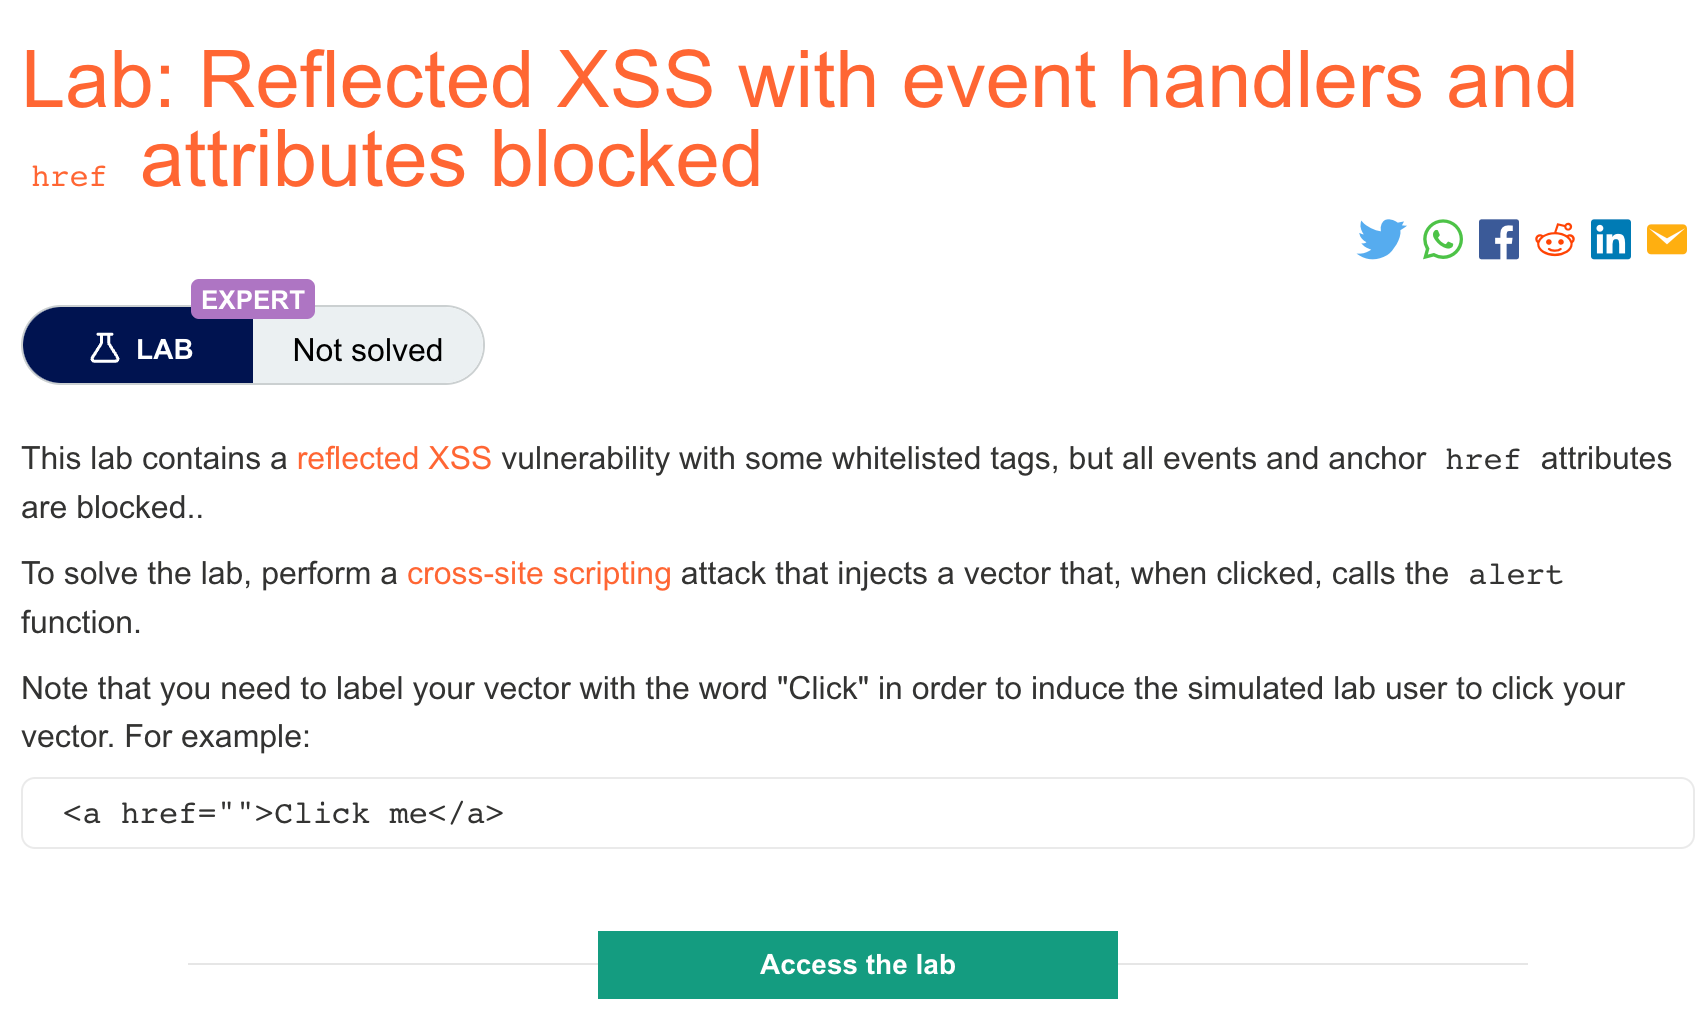 Lab: Reflected XSS with event handlers and
href attributes blocked
EXPERT
LAB Not solved
This lab contains a reflected XSS vulnerability with some whitelisted tags, but all events and anchor href attributes
are blocked..
To solve the lab, perform a cross-site scripting attack that injects a vector that, when clicked, calls the alert
function.
Note that you need to label your vector with the word "Click" in order to induce the simulated lab user to click your
vector. For example:
<a href="">Click me</a>
Access the lab